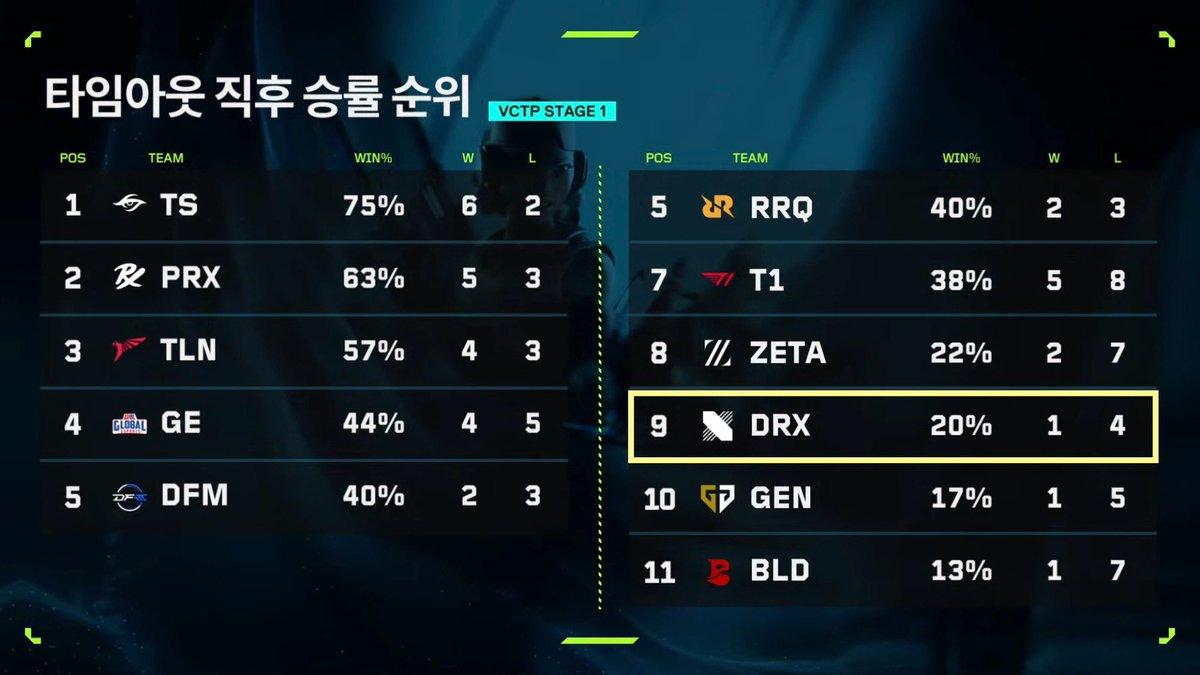 타임아웃 직후 승률 순위 VCTP STAGE 1
POS TEAM WIN% W L
1 TS 75% 6 2
2 PRX 63% 5 3
3 TLN 57% 4 3
4 GLOBAL GE 44% 4 5
5 DFM DFM 40% 2 3
POS TEAM WIN% W L
5 RRQ 40% 2 3
7 T1 T1 38% 5 8
8 ZETA 22% 2 7
9 DRX 20% 1 4
10 GEN 17% 1 5
11 BLD 13% 1 7